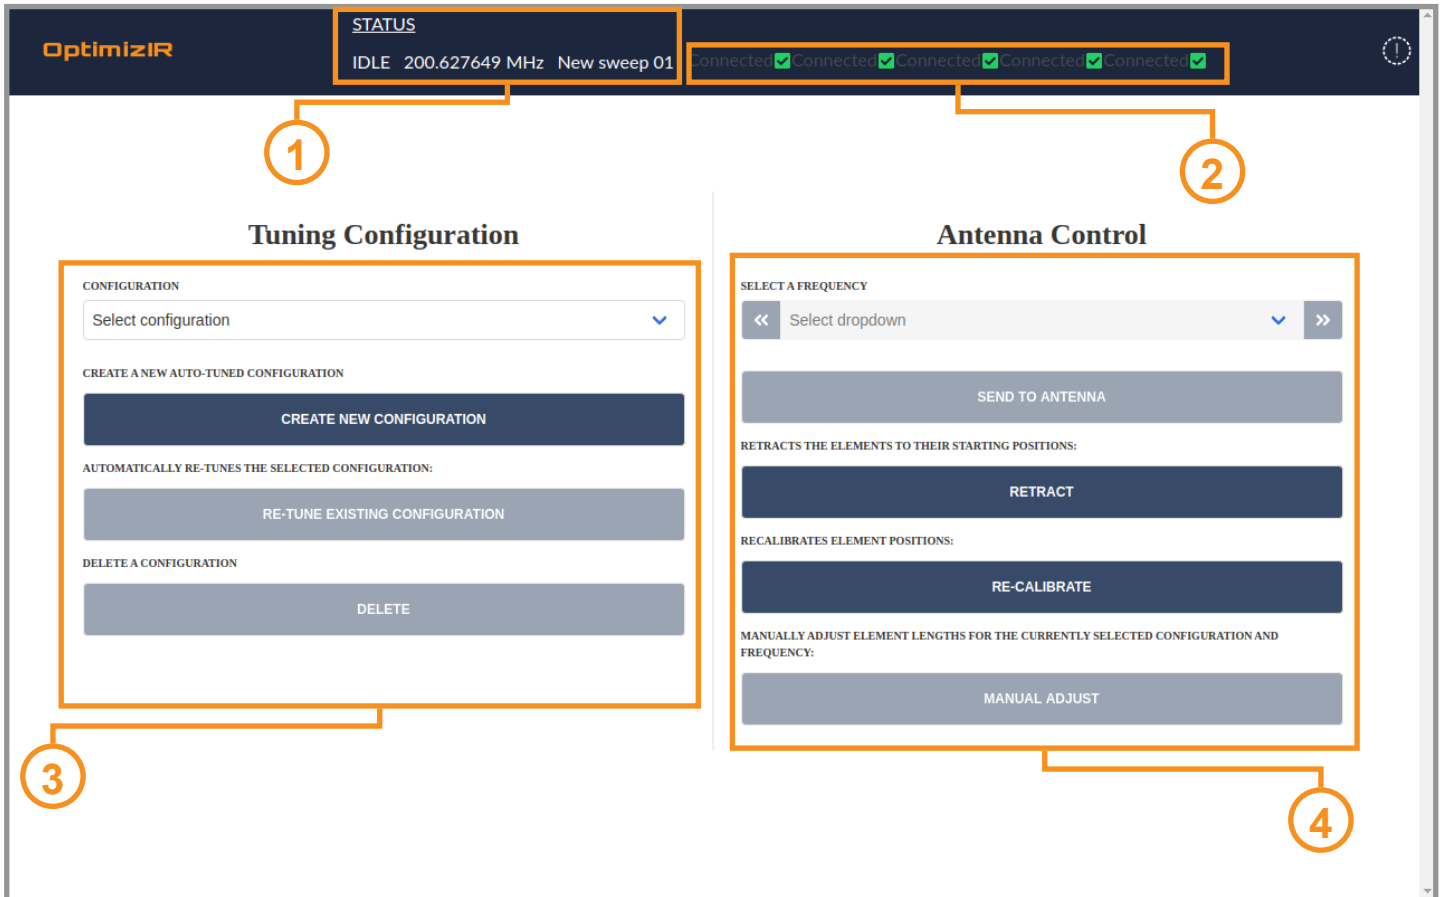 OptimizIR
STATUS
IDLE 200.627649 MHz New sweep 01
Connected Connected Connected Connected Connected
1
2
Tuning Configuration
CONFIGURATION
Select configuration
CREATE A NEW AUTO-TUNED CONFIGURATION
CREATE NEW CONFIGURATION
AUTOMATICALLY RE-TUNES THE SELECTED CONFIGURATION:
RE-TUNE EXISTING CONFIGURATION
DELETE A CONFIGURATION
DELETE
3
Antenna Control
SELECT A FREQUENCY
Select dropdown
SEND TO ANTENNA
RETRACTS THE ELEMENTS TO THEIR STARTING POSITIONS:
RETRACT
RECALIBRATES ELEMENT POSITIONS:
RE-CALIBRATE
MANUALLY ADJUST ELEMENT LENGTHS FOR THE CURRENTLY SELECTED CONFIGURATION AND
FREQUENCY:
MANUAL ADJUST
4